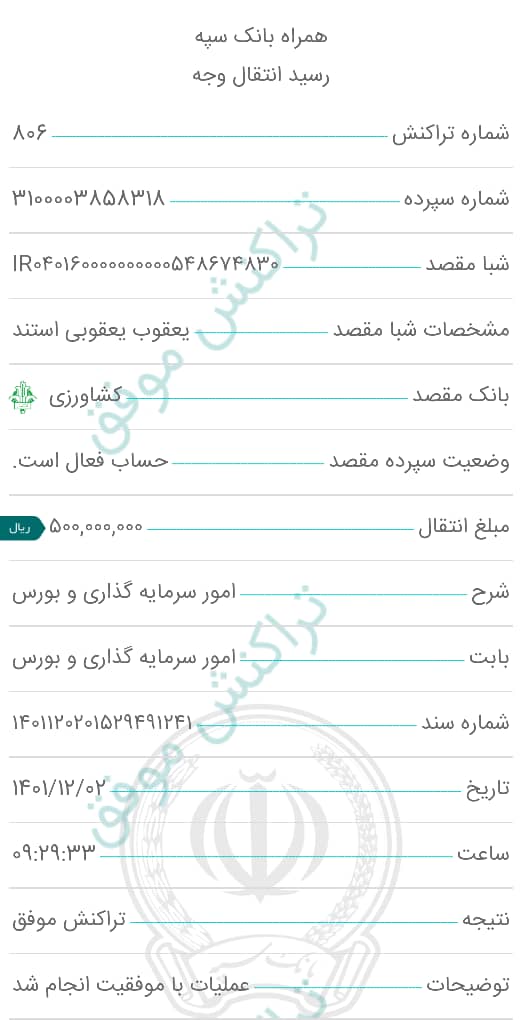 همراه بانک سپه
رسید انتقال وجه
شماره تراکنش ۸۰۶
شماره سپرده ۳۱۰۰۰۰۳۸۵۸۳۱۸
شبا مقصد IR۰۴۰۱۶۰۰۰۰۰۰۰۰۰۰۰۵۴۸۶۷۴۸۳۰
مشخصات شبا مقصد یعقوب یعقوبی استند
بانک مقصد کشاورزی
وضعیت سپرده مقصد حساب فعال است.
مبلغ انتقال ۵۰۰,۰۰۰,۰۰۰ ریال
شرح امور سرمایه گذاری و بورس
بابت امور سرمایه گذاری و بورس
شماره سند ۱۴۰۱۱۲۰۲۰۱۵۲۹۴۹۱۲۴۱
تاریخ ۱۴۰۱/۱۲/۰۲
ساعت ۰۹:۲۹:۳۳
نتیجه تراکنش موفق
توضیحات عملیات با موفقیت انجام شد
تراکنش موفق
تراکنش موفق
بانک سپه